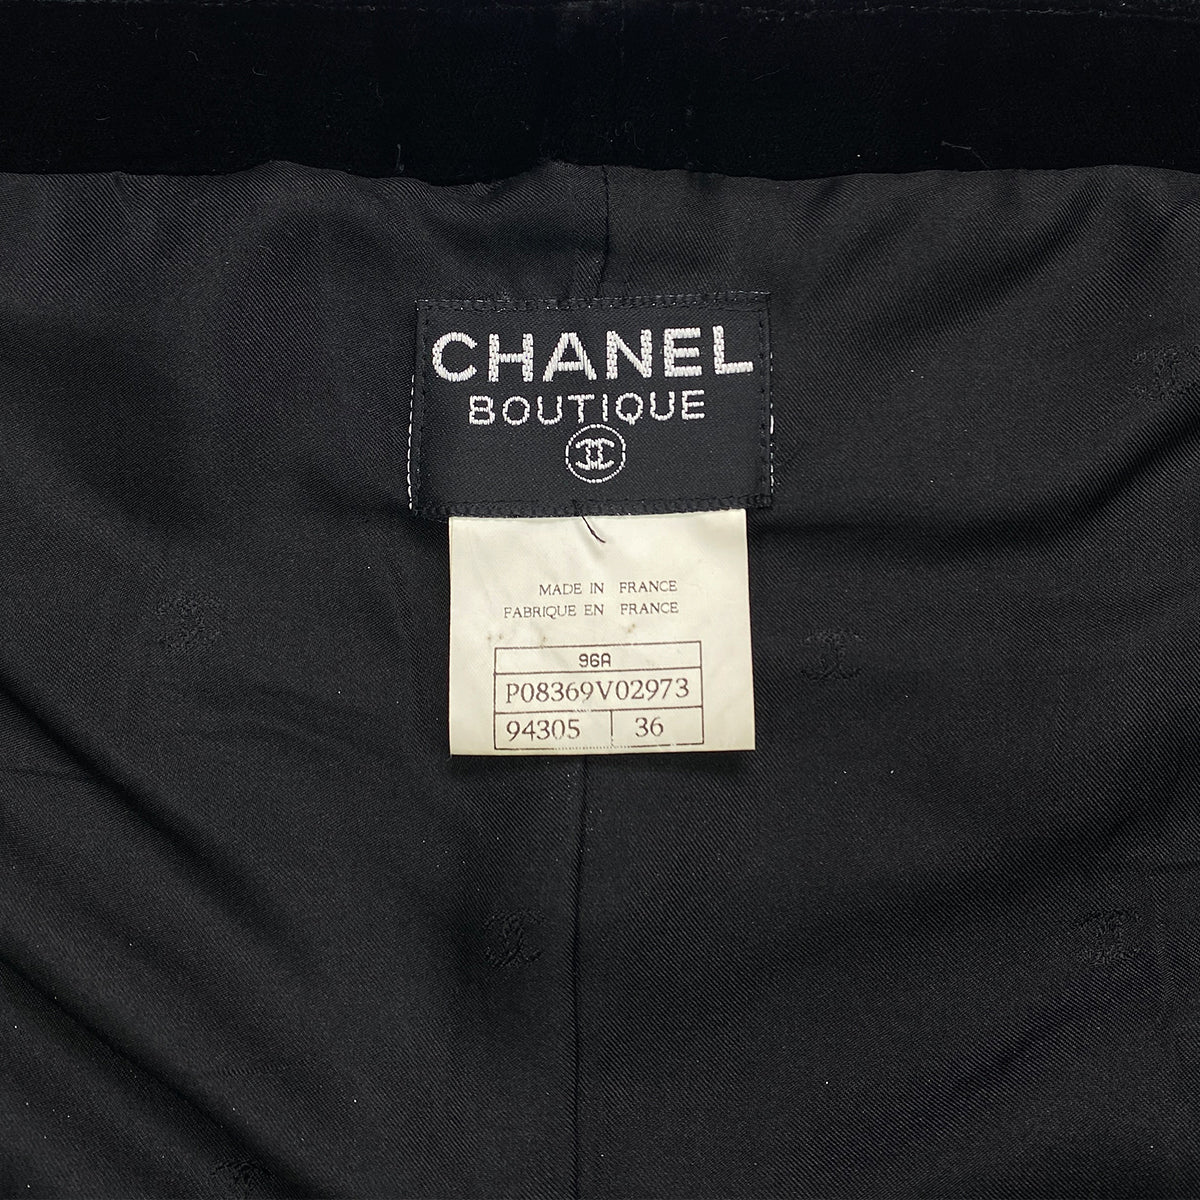 CHANEL
BOUTIQUE
MADE IN FRANCE
FABRIQUE EN FRANCE
96A
P08369V02973
94305 36